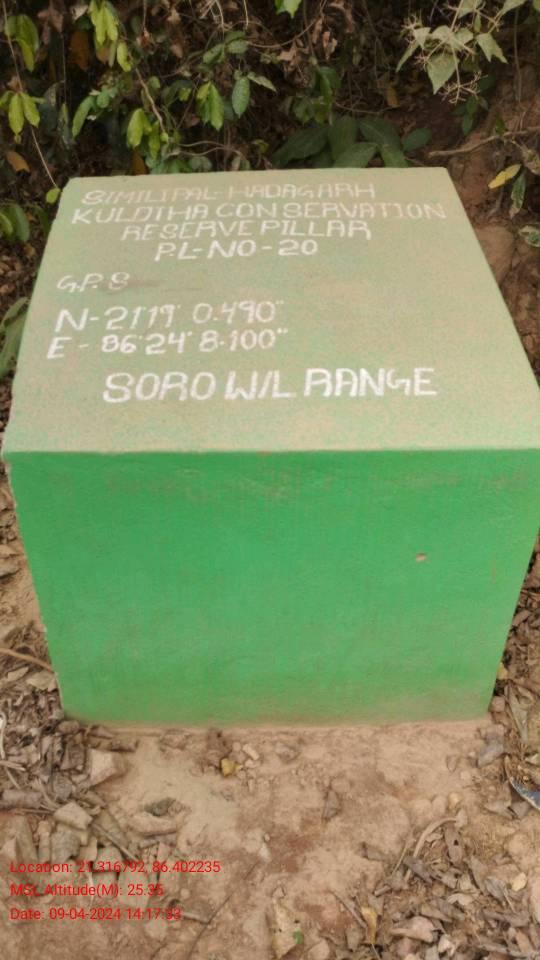 SIMILIPAL-HADAGARH
KULDIHA CONSERVATION
RESERVE PILLAR
P.L-NO-20
G.P.S
N-21°19' 0.490"
E-86°24' 8.100"
SORO W/L RANGE
Location: 21.316792, 86.402235
MSL Altitude(M): 25.35
Date: 09-04-2024 14:17:33